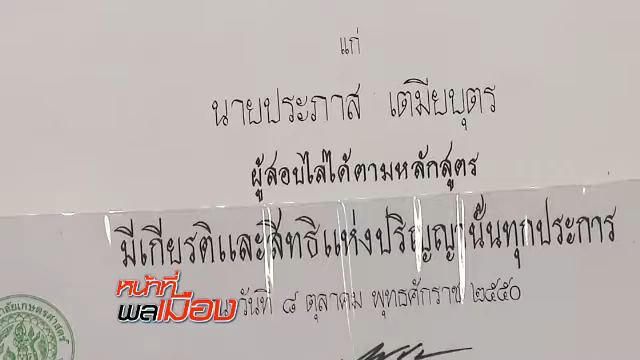 แก่
นายประภาส เตมียบุตร
ผู้สอบไล่ได้ตามหลักสูตร
มีเกียรติและสิทธิแห่งปริญญานั้นทุกประการ
วันที่ ๘ ตุลาคม พุทธศักราช ๒๕๕๐
หน้าที่
พลเมือง